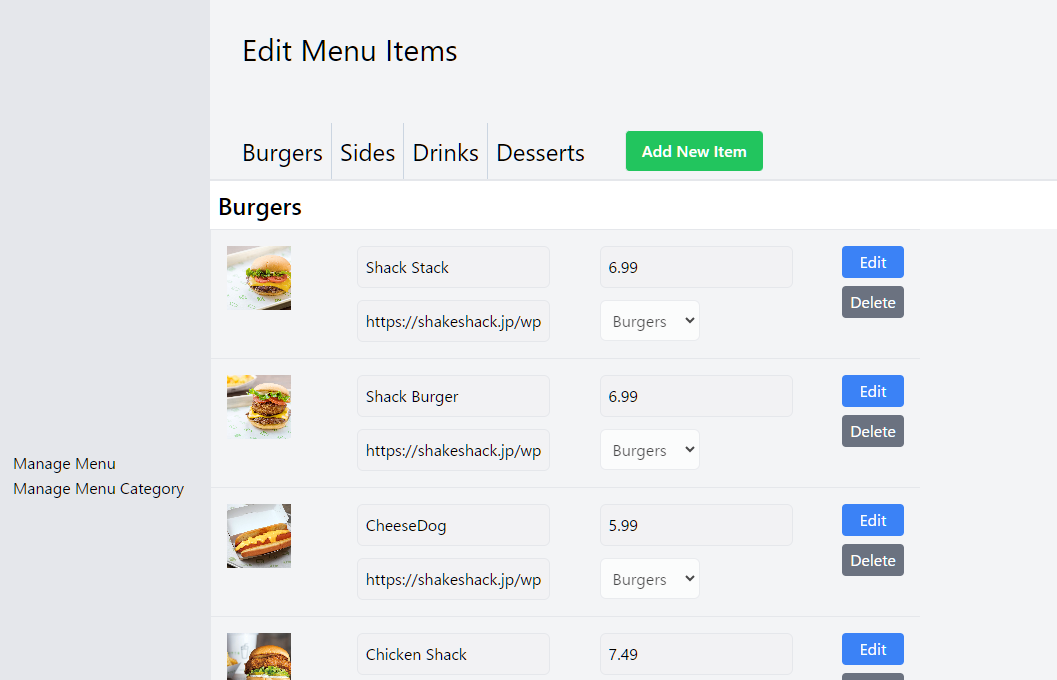 Edit Menu Items
Burgers Sides Drinks Desserts Add New Item
Burgers
Shack Stack 6.99 Edit
Delete
https://shakeshack.jp/wp Burgers
Shack Burger 6.99 Edit
Delete
https://shakeshack.jp/wp Burgers
Manage Menu
Manage Menu Category
CheeseDog 5.99 Edit
Delete
https://shakeshack.jp/wp Burgers
Chicken Shack 7.49 Edit